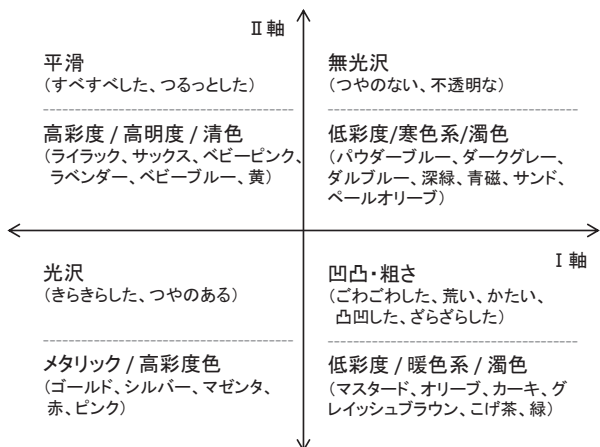 Ⅱ軸
平滑
（すべすべした、つるっとした）
高彩度 / 高明度 / 清色
（ライラック、サックス、ベビーピンク、
ラベンダー、ベビーブルー、黄）
無光沢
（つやのない、不透明な）
低彩度/寒色系/濁色
（パウダーブルー、ダークグレー、
ダルブルー、深緑、青磁、サンド、
ペールオリーブ）
Ⅰ軸
光沢
（きらきらした、つやのある）
メタリック / 高彩度色
（ゴールド、シルバー、マゼンタ、
赤、ピンク）
凹凸・粗さ
（ごわごわした、荒い、かたい、
凸凹した、ざらざらした）
低彩度 / 暖色系 / 濁色
（マスタード、オリーブ、カーキ、グ
レイッシュブラウン、こげ茶、緑）